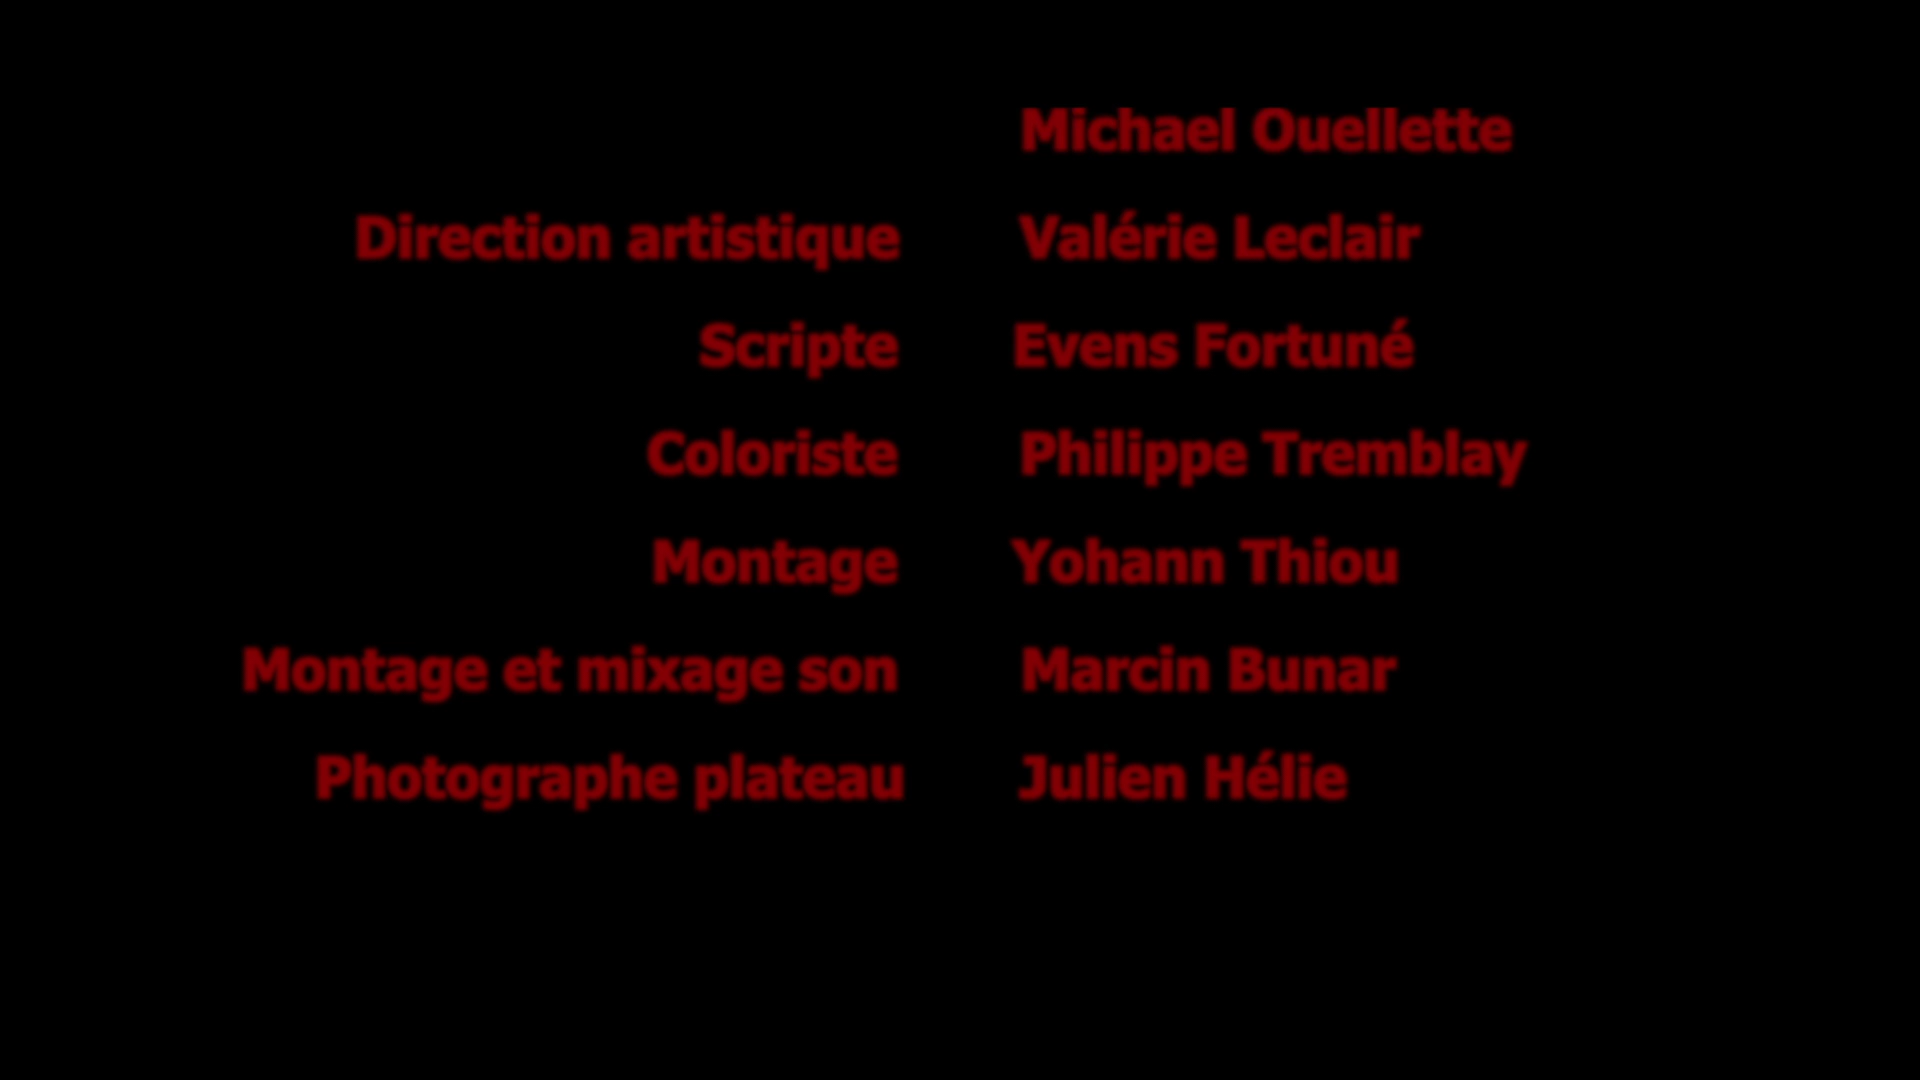 Michael Ouellette
Direction artistique Valérie Leclair
Scripte Evens Fortuné
Coloriste Philippe Tremblay
Montage Yohann Thiou
Montage et mixage son Marcin Bunar
Photographe plateau Julien Hélie